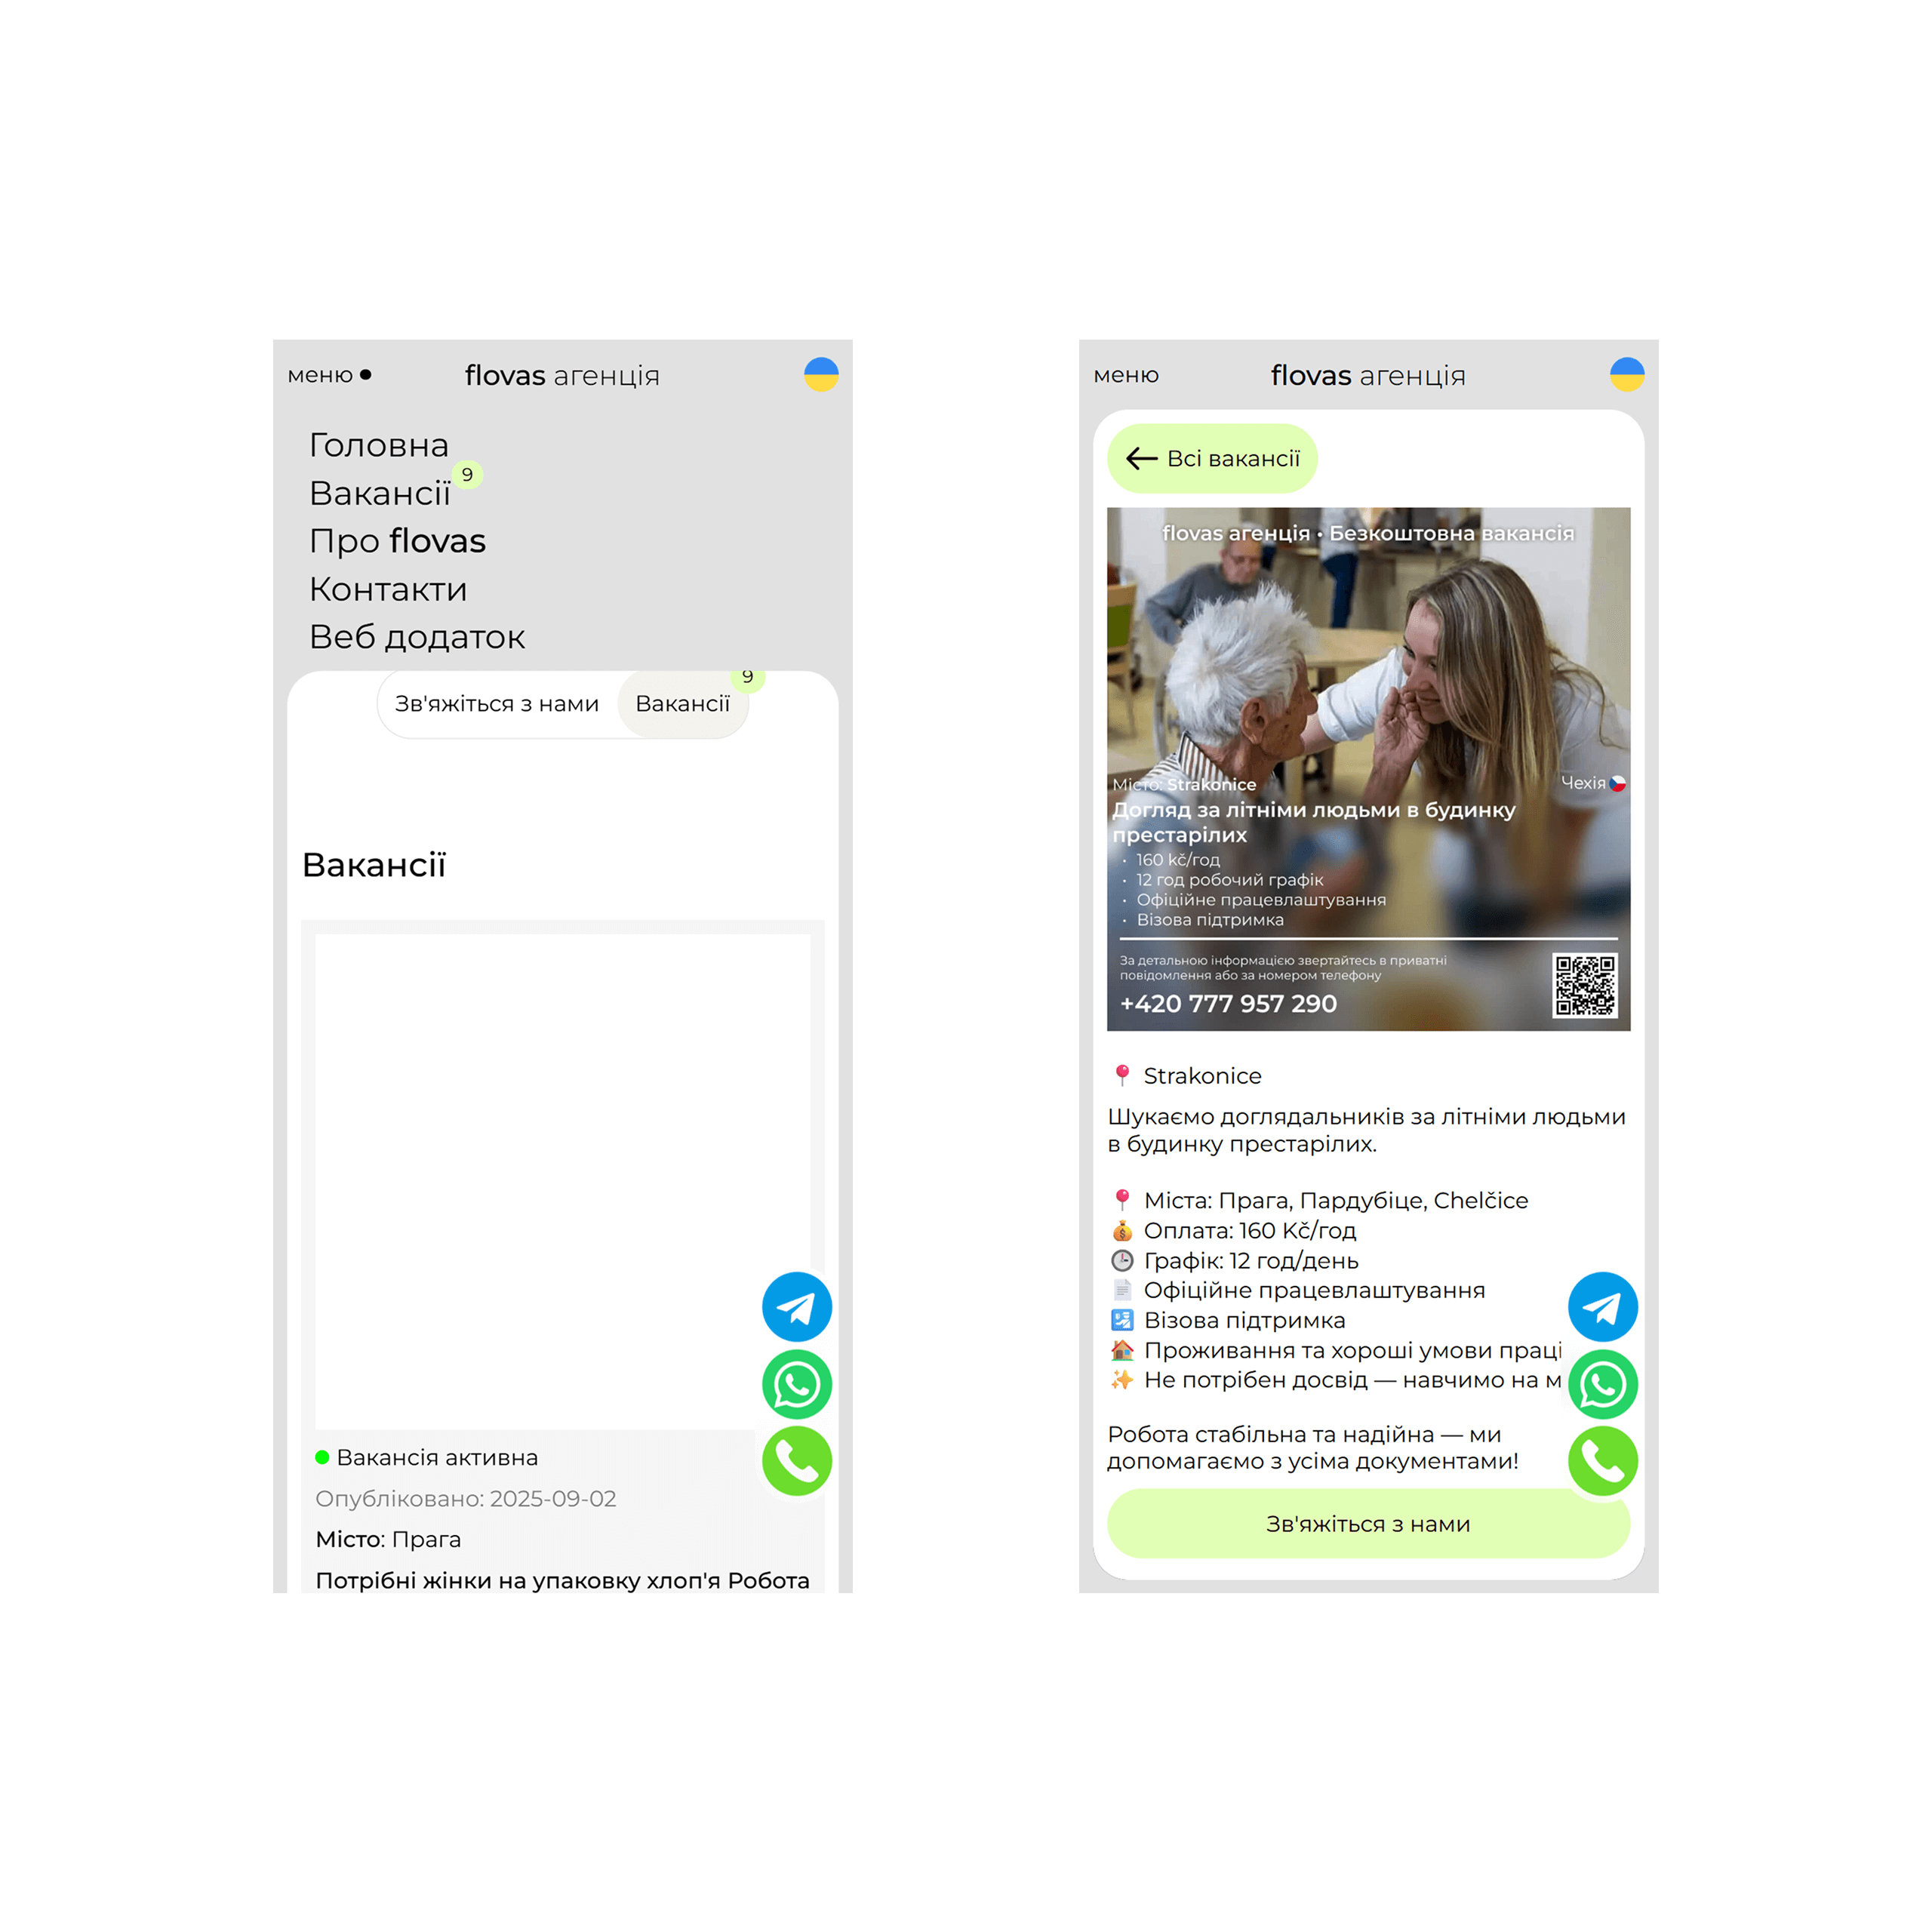 меню
flovas агенція
Головна
Вакансії 9
Про flovas
Контакти
Веб додаток
Зв'яжіться з нами
Вакансії 9
Вакансії
Вакансія активна
Опубліковано: 2025-09-02
Місто: Прага
Потрібні жінки на упаковку хлоп'я Робота
меню
flovas агенція
← Всі вакансії
flovas агенція • Безкоштовна вакансія
Місто: Strakonice
Чехія
Догляд за літніми людьми в будинку
престарілих
· 160 kč/год
· 12 год робочий графік
· Офіційне працевлаштування
· Візова підтримка
За детальною інформацією звертайтесь в приватні
повідомлення або за номером телефону
+420 777 957 290
📍 Strakonice
Шукаємо доглядальників за літніми людьми
в будинку престарілих.
📍 Міста: Прага, Пардубіце, Chelčice
💰 Оплата: 160 Kč/год
🕒 Графік: 12 год/день
📄 Офіційне працевлаштування
🛂 Візова підтримка
🏠 Проживання та хороші умови праці
✨ Не потрібен досвід — навчимо на м
Робота стабільна та надійна — ми
допомагаємо з усіма документами!
Зв'яжіться з нами